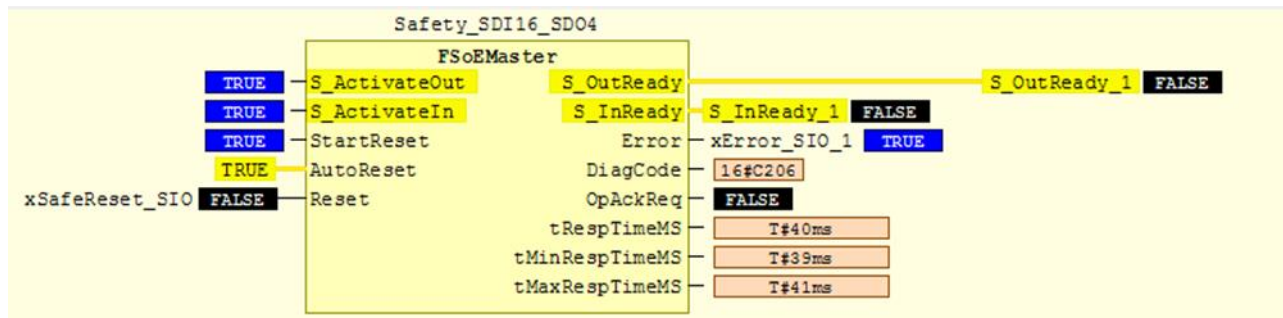 Safety_SDI16_SDO4
FSoEMaster
TRUE S_ActivateOut S_OutReady S_OutReady_1 FALSE
TRUE S_ActivateIn S_InReady S_InReady_1 FALSE
TRUE StartReset Error xError_SIO_1 TRUE
TRUE AutoReset DiagCode 16#C206
xSafeReset_SIO FALSE Reset OpAckReq FALSE
tRespTimeMS T#40ms
tMinRespTimeMS T#39ms
tMaxRespTimeMS T#41ms